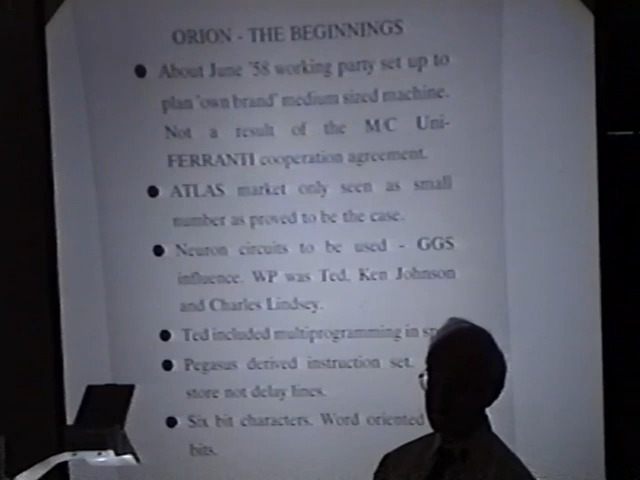 ORION - THE BEGINNINGS
● About June '58 working party set up to
plan 'own brand' medium sized machine.
Not a result of the M/C Uni-
FERRANTI cooperation agreement.
● ATLAS market only seen as small
number as proved to be the case.
● Neuron circuits to be used - GGS
influence. WP was Ted, Ken Johnson
and Charles Lindsey.
● Ted included multiprogramming in
● Pegasus derived instruction set.
store not delay lines.
● Six bit characters. Word oriented
bits.